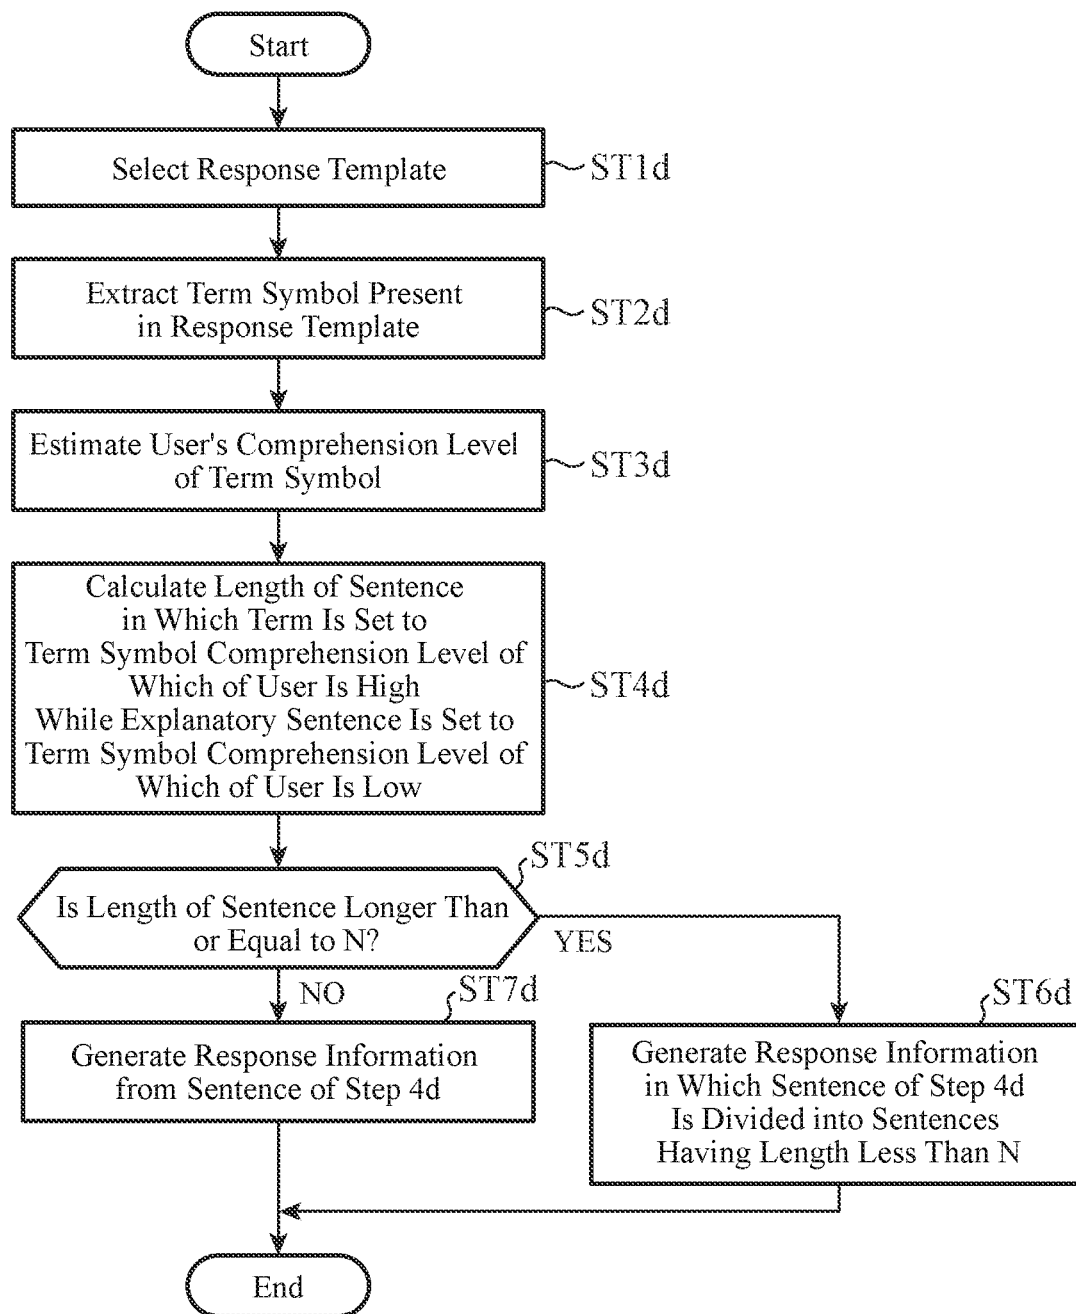 Start
Select Response Template
ST1d
Extract Term Symbol Present
in Response Template
ST2d
Estimate User's Comprehension Level
of Term Symbol
ST3d
Calculate Length of Sentence
in Which Term Is Set to
Term Symbol Comprehension Level of
Which of User Is High
While Explanatory Sentence Is Set to
Term Symbol Comprehension Level of
Which of User Is Low
ST4d
ST5d
Is Length of Sentence Longer Than
or Equal to N?
YES
NO
ST7d
Generate Response Information
from Sentence of Step 4d
ST6d
Generate Response Information
in Which Sentence of Step 4d
Is Divided into Sentences
Having Length Less Than N
End